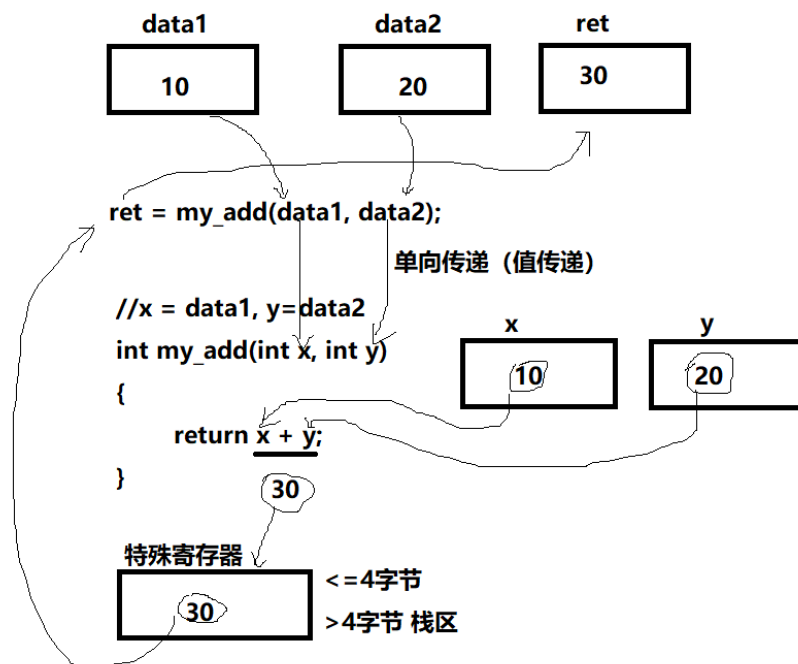 data1 data2 ret
10 20 30
ret = my_add(data1, data2);
单向传递（值传递）
//x = data1, y=data2
x y
int my_add(int x, int y)
10 20
{
return x + y;
}
30
特殊寄存器
<=4字节
30
>4字节 栈区